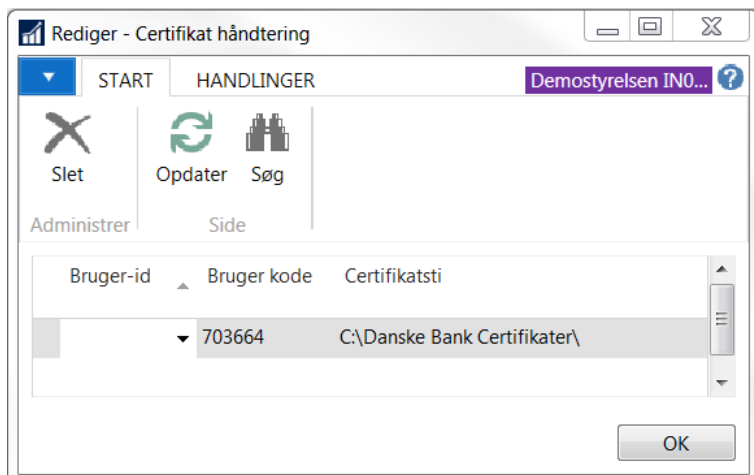 Rediger - Certifikat håndtering
START HANDLINGER Demostyrelsen IN0...
Slet Opdater Søg
Administrer Side
Bruger-id Bruger kode Certifikatsti
703664 C:\Danske Bank Certifikater\
OK